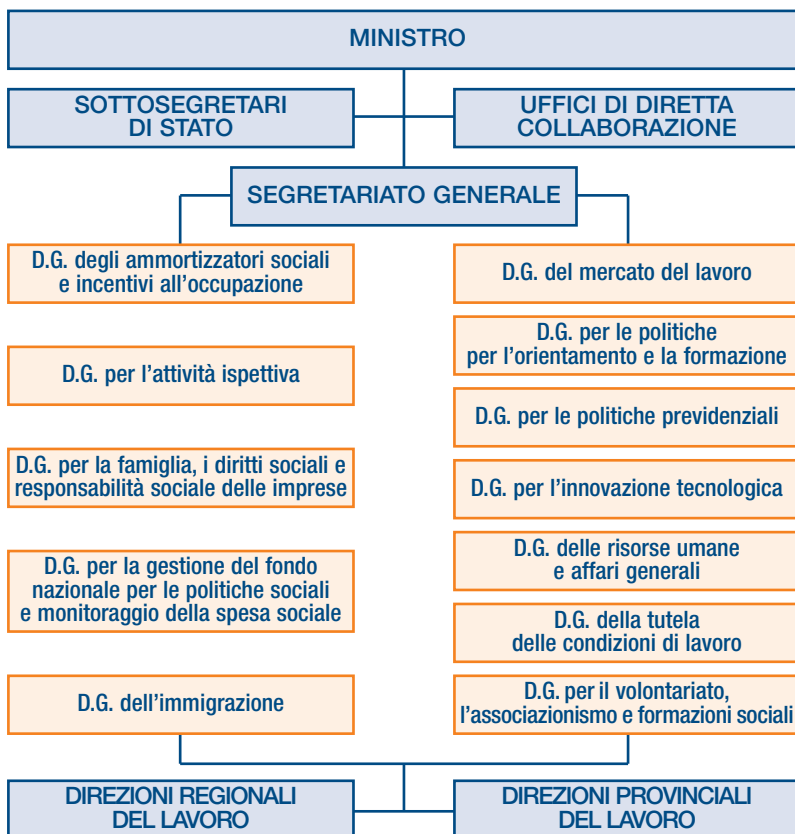 MINISTRO
SOTTOSEGRETARI
DI STATO
UFFICI DI DIRETTA
COLLABORAZIONE
SEGRETARIATO GENERALE
D.G. degli ammortizzatori sociali
e incentivi all'occupazione
D.G. per l'attività ispettiva
D.G. per la famiglia, i diritti sociali e
responsabilità sociale delle imprese
D.G. per la gestione del fondo
nazionale per le politiche sociali
e monitoraggio della spesa sociale
D.G. dell'immigrazione
D.G. del mercato del lavoro
D.G. per le politiche
per l'orientamento e la formazione
D.G. per le politiche previdenziali
D.G. per l'innovazione tecnologica
D.G. delle risorse umane
e affari generali
D.G. della tutela
delle condizioni di lavoro
D.G. per il volontariato,
l'associazionismo e formazioni sociali
DIREZIONI REGIONALI
DEL LAVORO
DIREZIONI PROVINCIALI
DEL LAVORO